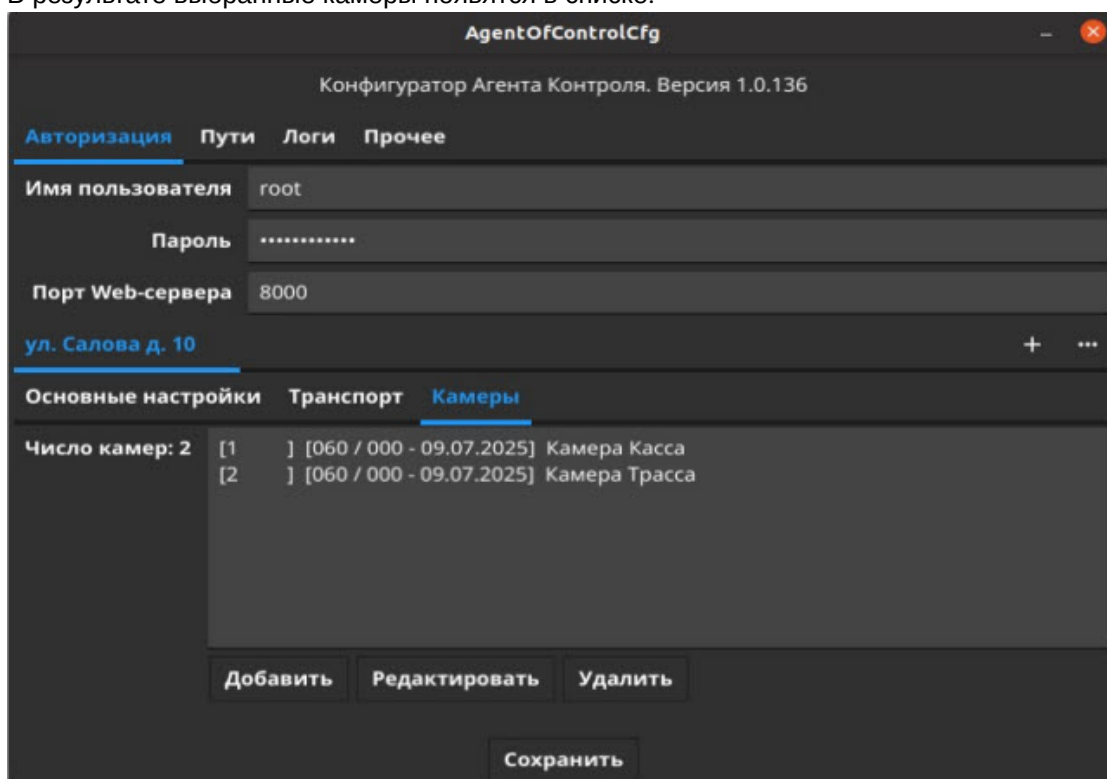 В результате выбранные камеры появятся в списке.
AgentOfControlCfg
Конфигуратор Агента Контроля. Версия 1.0.136
Авторизация Пути Логи Прочее
Имя пользователя root
Пароль ••••••••••••
Порт Web-сервера 8000
ул. Салова д. 10 + ...
Основные настройки Транспорт Камеры
Число камер: 2 [1 ] [060 / 000 - 09.07.2025] Камера Касса
[2 ] [060 / 000 - 09.07.2025] Камера Трасса
Добавить Редактировать Удалить
Сохранить